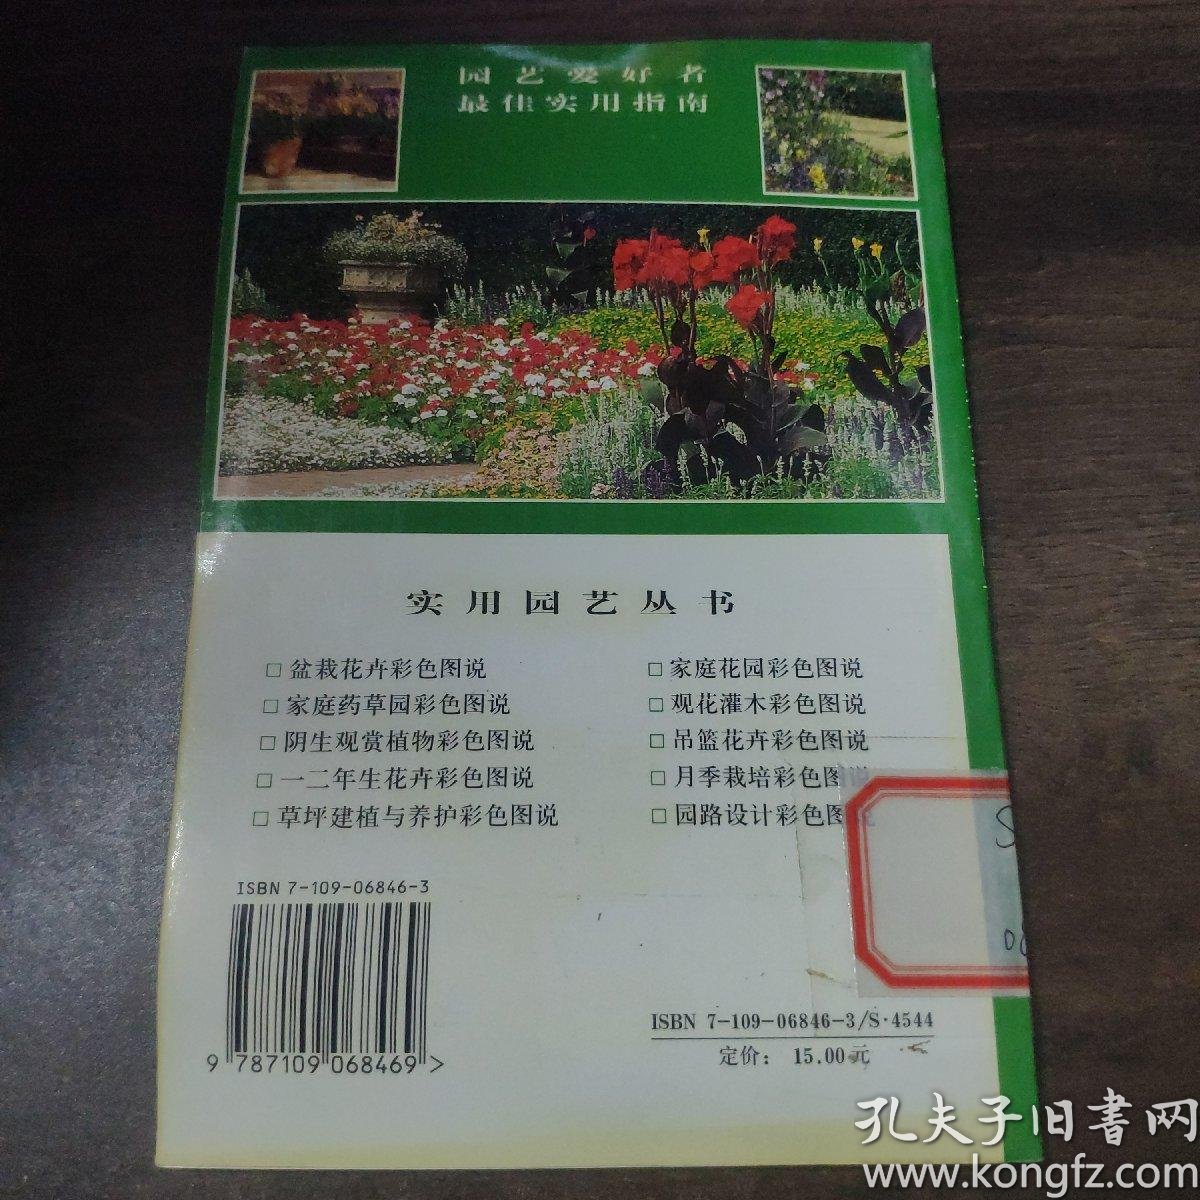 园艺爱好者
最佳实用指南
实用园艺丛书
□ 盆栽花卉彩色图说
□ 家庭药草园彩色图说
□ 阴生观赏植物彩色图说
□ 一二年生花卉彩色图说
□ 草坪建植与养护彩色图说
□ 家庭花园彩色图说
□ 观花灌木彩色图说
□ 吊篮花卉彩色图说
□ 月季栽培彩色图说
□ 园路设计彩色图说
ISBN 7-109-06846-3
9 787109 068469 >
ISBN 7-109-06846-3/S·4544
定价： 15.00元
S
孔夫子旧書网
www.kongfz.com